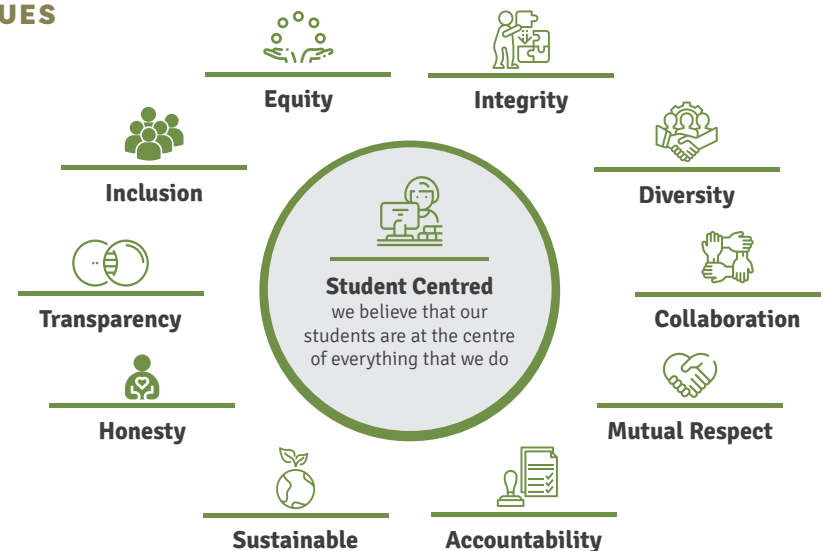 UES
Equity
Integrity
Inclusion
Diversity
Student Centred
we believe that our
students are at the centre
of everything that we do
Transparency
Collaboration
Honesty
Mutual Respect
Sustainable
Accountability